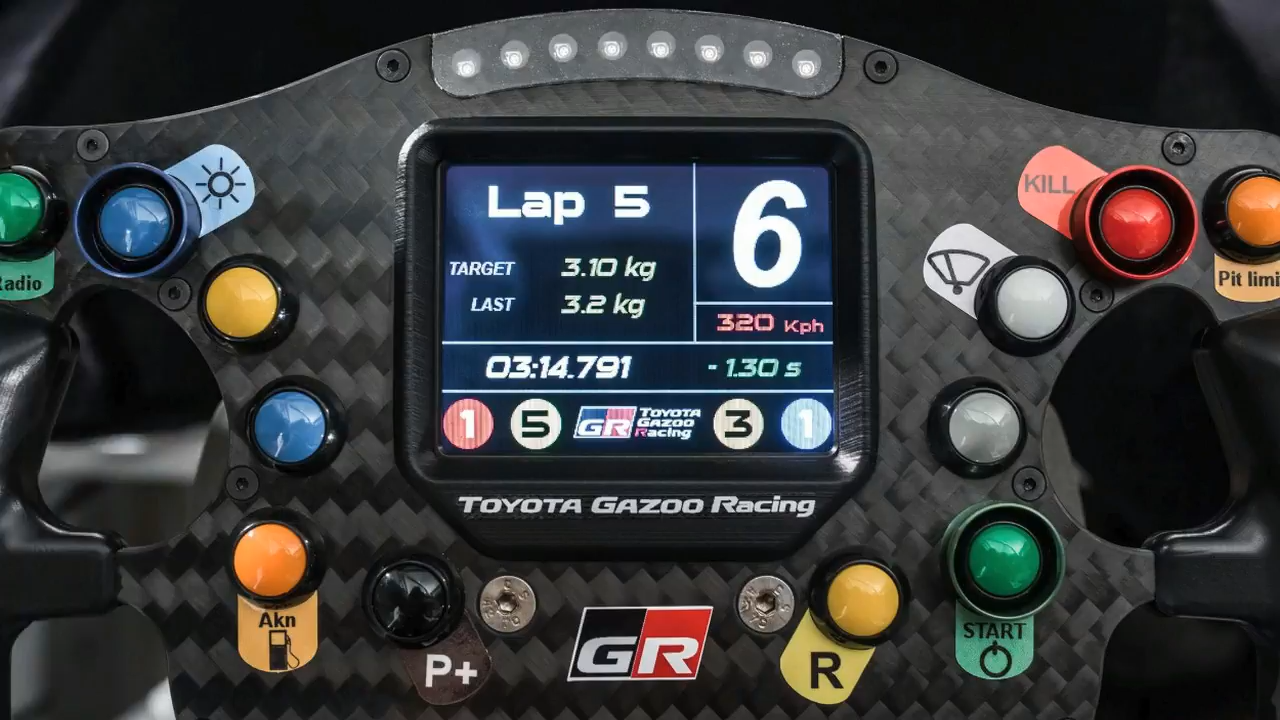 KILL
Radio
Pit limi
Lap 5
6
TARGET 3.10 kg
LAST 3.2 kg
320 Kph
03:14.791 - 1.30 s
1 5 GR TOYOTA GAZOO Racing 3 1
TOYOTA GAZOO Racing
Akn
P+
GR
R
START